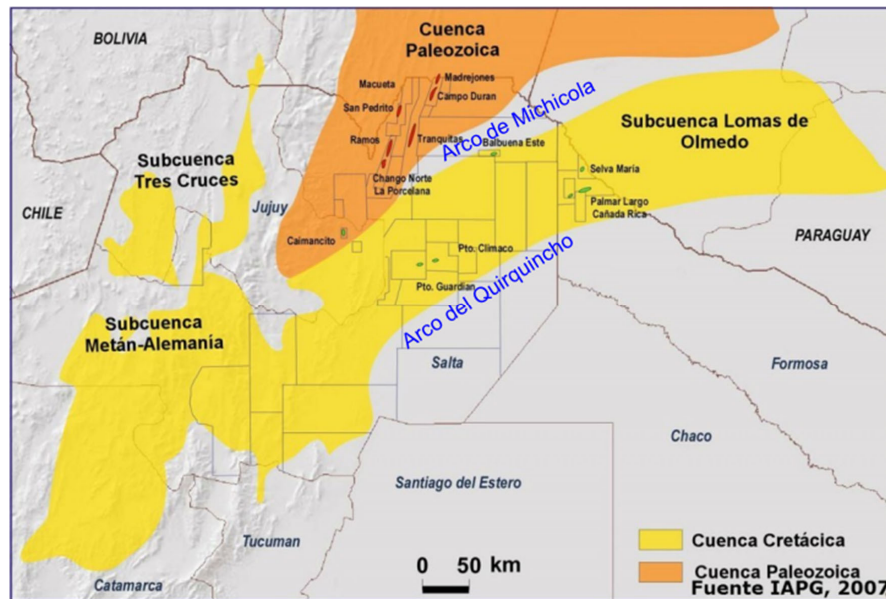 BOLIVIA
Cuenca
Paleozoica
Macueta
Madrejones
San Pedrito
Campo Duran
Ramos
Tranquitas
Arco de Michicola
Balbuena Este
Subcuenca Lomas de
Olmedo
Subcuenca
Tres Cruces
Chango Norte
La Porcelana
Selva Maria
CHILE
Jujuy
Palmar Largo
Cañada Rica
Caimancito
PARAGUAY
Pto. Climaco
Pto. Guardian
Arco del Quirquincho
Subcuenca
Metán-Alemanía
Salta
Formosa
Chaco
Santiago del Estero
Tucuman
Catamarca
0 50 km
Cuenca Cretácica
Cuenca Paleozoica
Fuente IAPG, 2007